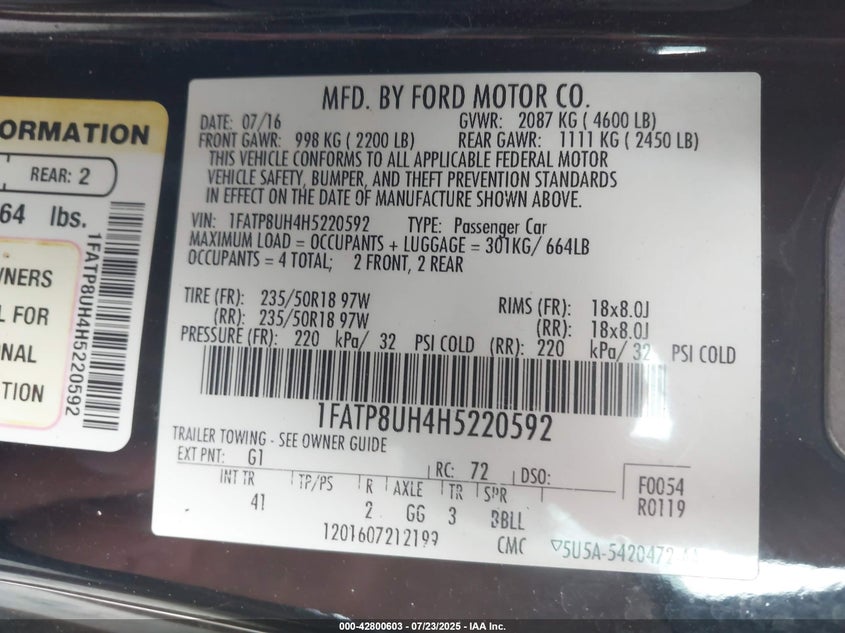 ORMATION
REAR: 2
64 lbs.
WNERS
L FOR
NAL
TION
1FATP8UH4H5220592
MFD. BY FORD MOTOR CO.
DATE: 07/16 GVWR: 2087 KG ( 4600 LB)
FRONT GAWR: 998 KG ( 2200 LB) REAR GAWR: 1111 KG ( 2450 LB)
THIS VEHICLE CONFORMS TO ALL APPLICABLE FEDERAL MOTOR
VEHICLE SAFETY, BUMPER, AND THEFT PREVENTION STANDARDS
IN EFFECT ON THE DATE OF MANUFACTURE SHOWN ABOVE.
VIN: 1FATP8UH4H5220592 TYPE: Passenger Car
MAXIMUM LOAD = OCCUPANTS + LUGGAGE = 301KG/ 664LB
OCCUPANTS = 4 TOTAL; 2 FRONT, 2 REAR
TIRE (FR): 235/50R18 97W RIMS (FR): 18x8.0J
(RR): 235/50R18 97W (RR): 18x8.0J
PRESSURE (FR): 220 kPa/ 32 PSI COLD (RR): 220 kPa/ 32 PSI COLD
1FATP8UH4H5220592
TRAILER TOWING - SEE OWNER GUIDE
EXT PNT: G1 RC: 72 DSO:
INT TR TP/PS R AXLE TR SPR F0054
41 2 GG 3 BBLL R0119
1201607212199 CMC ▽5U5A-5420472
000-42800603 — 07/23/2025 - IAA Inc.